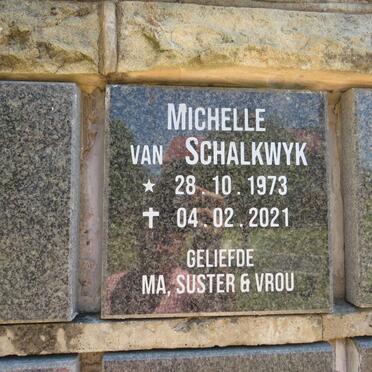 MICHELLE
VAN SCHALKWYK
★ 28 . 10 . 1973
✝ 04 . 02 . 2021
GELIEFDE
MA, SUSTER & VROU